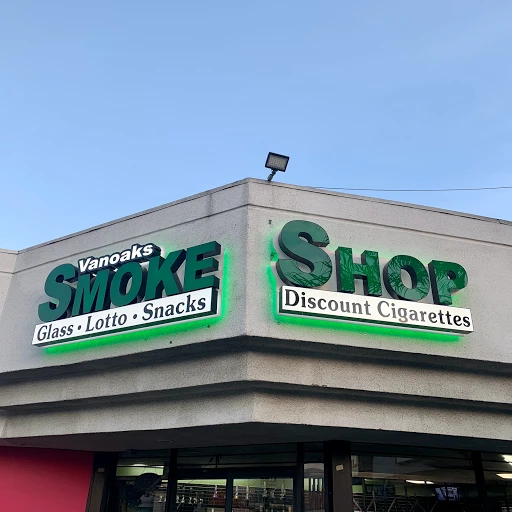 Vanoaks
SMOKE
Glass • Lotto • Snacks
SHOP
Discount Cigarettes